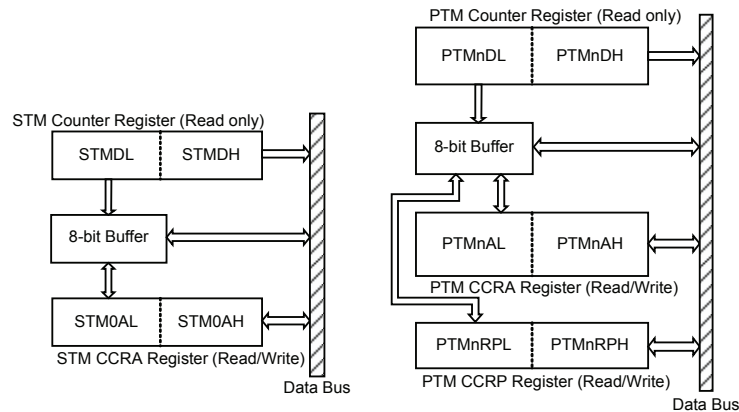 STM Counter Register (Read only)
STMDL
STMDH
8-bit Buffer
STM0AL
STM0AH
STM CCRA Register (Read/Write)
Data Bus
PTM Counter Register (Read only)
PTMnDL
PTMnDH
8-bit Buffer
PTMnAL
PTMnAH
PTM CCRA Register (Read/Write)
PTMnRPL
PTMnRPH
PTM CCRP Register (Read/Write)
Data Bus